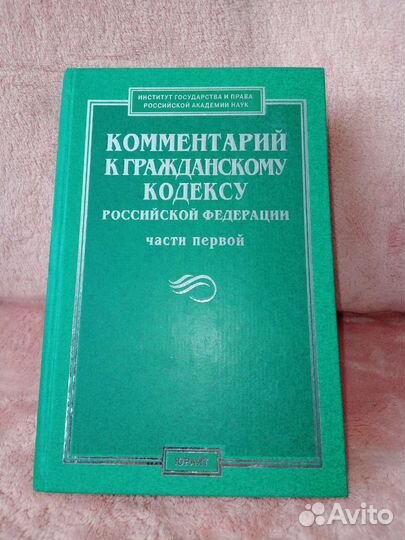 ИНСТИТУТ ГОСУДАРСТВА И ПРАВА
РОССИЙСКОЙ АКАДЕМИИ НАУК
КОММЕНТАРИЙ
К ГРАЖДАНСКОМУ
КОДЕКСУ
РОССИЙСКОЙ ФЕДЕРАЦИИ
части первой
ЮРАЙТ
Avito